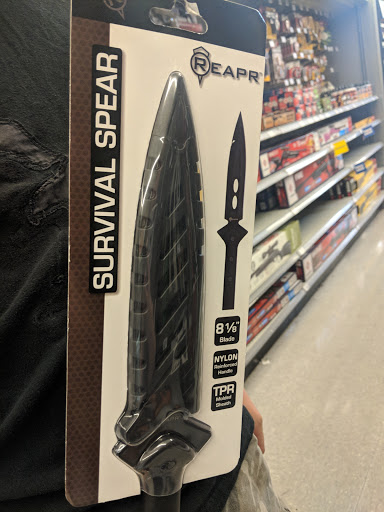 REAPR
SURVIVAL SPEAR
8 1/8"
Blade
NYLON
Reinforced
Handle
TPR
Molded
Sheath